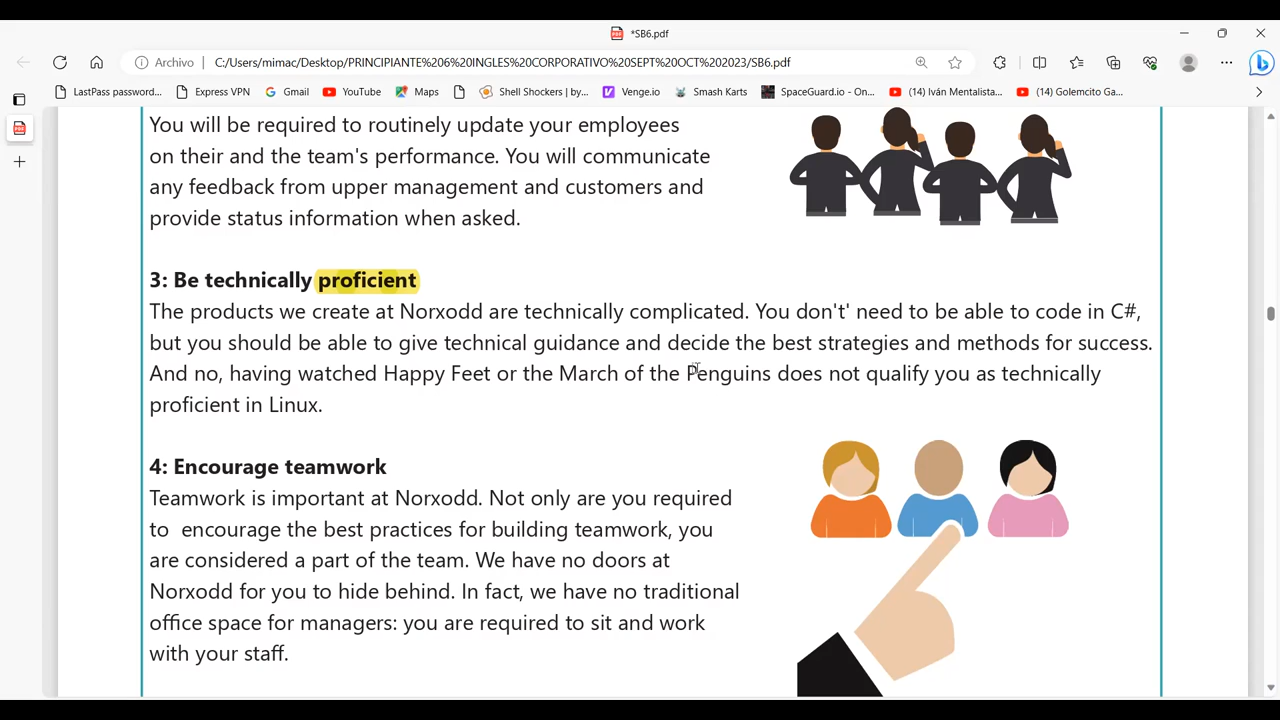 *SB6.pdf
Archivo C:/Users/mimac/Desktop/PRINCIPIANTE%206%20INGLES%20CORPORATIVO%20SEPT%20OCT%202023/SB6.pdf
LastPass password... Express VPN Gmail YouTube Maps Shell Shockers | by... Venge.io Smash Karts SpaceGuard.io - On... (14) Iván Mentalista... (14) Golemcito Ga...
You will be required to routinely update your employees
on their and the team's performance. You will communicate
any feedback from upper management and customers and
provide status information when asked.
3: Be technically proficient
The products we create at Norxodd are technically complicated. You don't' need to be able to code in C#,
but you should be able to give technical guidance and decide the best strategies and methods for success.
And no, having watched Happy Feet or the March of the Penguins does not qualify you as technically
proficient in Linux.
4: Encourage teamwork
Teamwork is important at Norxodd. Not only are you required
to encourage the best practices for building teamwork, you
are considered a part of the team. We have no doors at
Norxodd for you to hide behind. In fact, we have no traditional
office space for managers: you are required to sit and work
with your staff.